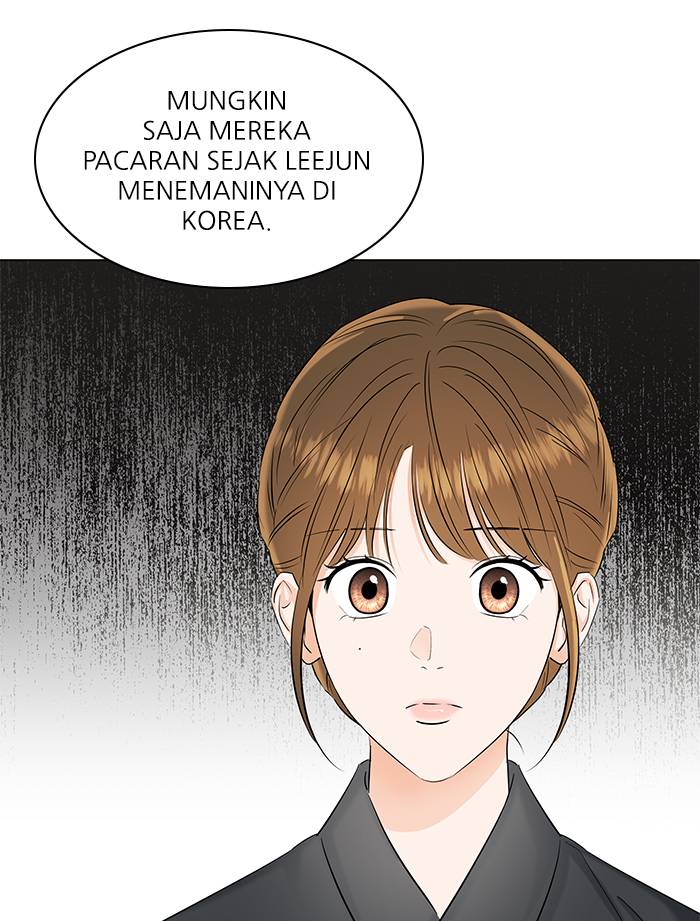 MUNGKIN
SAJA MEREKA
PACARAN SEJAK LEEJUN
MENEMANINYA DI
KOREA.